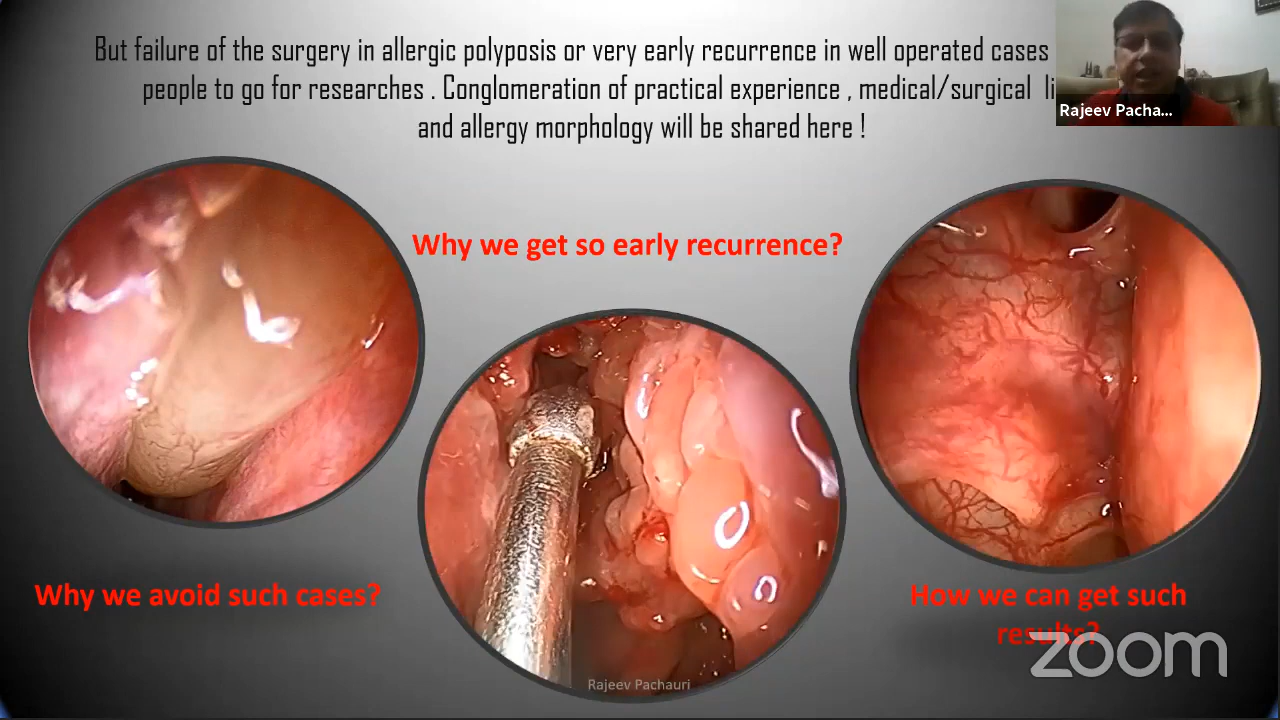 But failure of the surgery in allergic polyposis or very early recurrence in well operated cases
people to go for researches . Conglomeration of practical experience , medical/surgical li
and allergy morphology will be shared here !
Rajeev Pacha...
Why we get so early recurrence?
Why we avoid such cases?
How we can get such
results?
zoom
Rajeev Pachauri